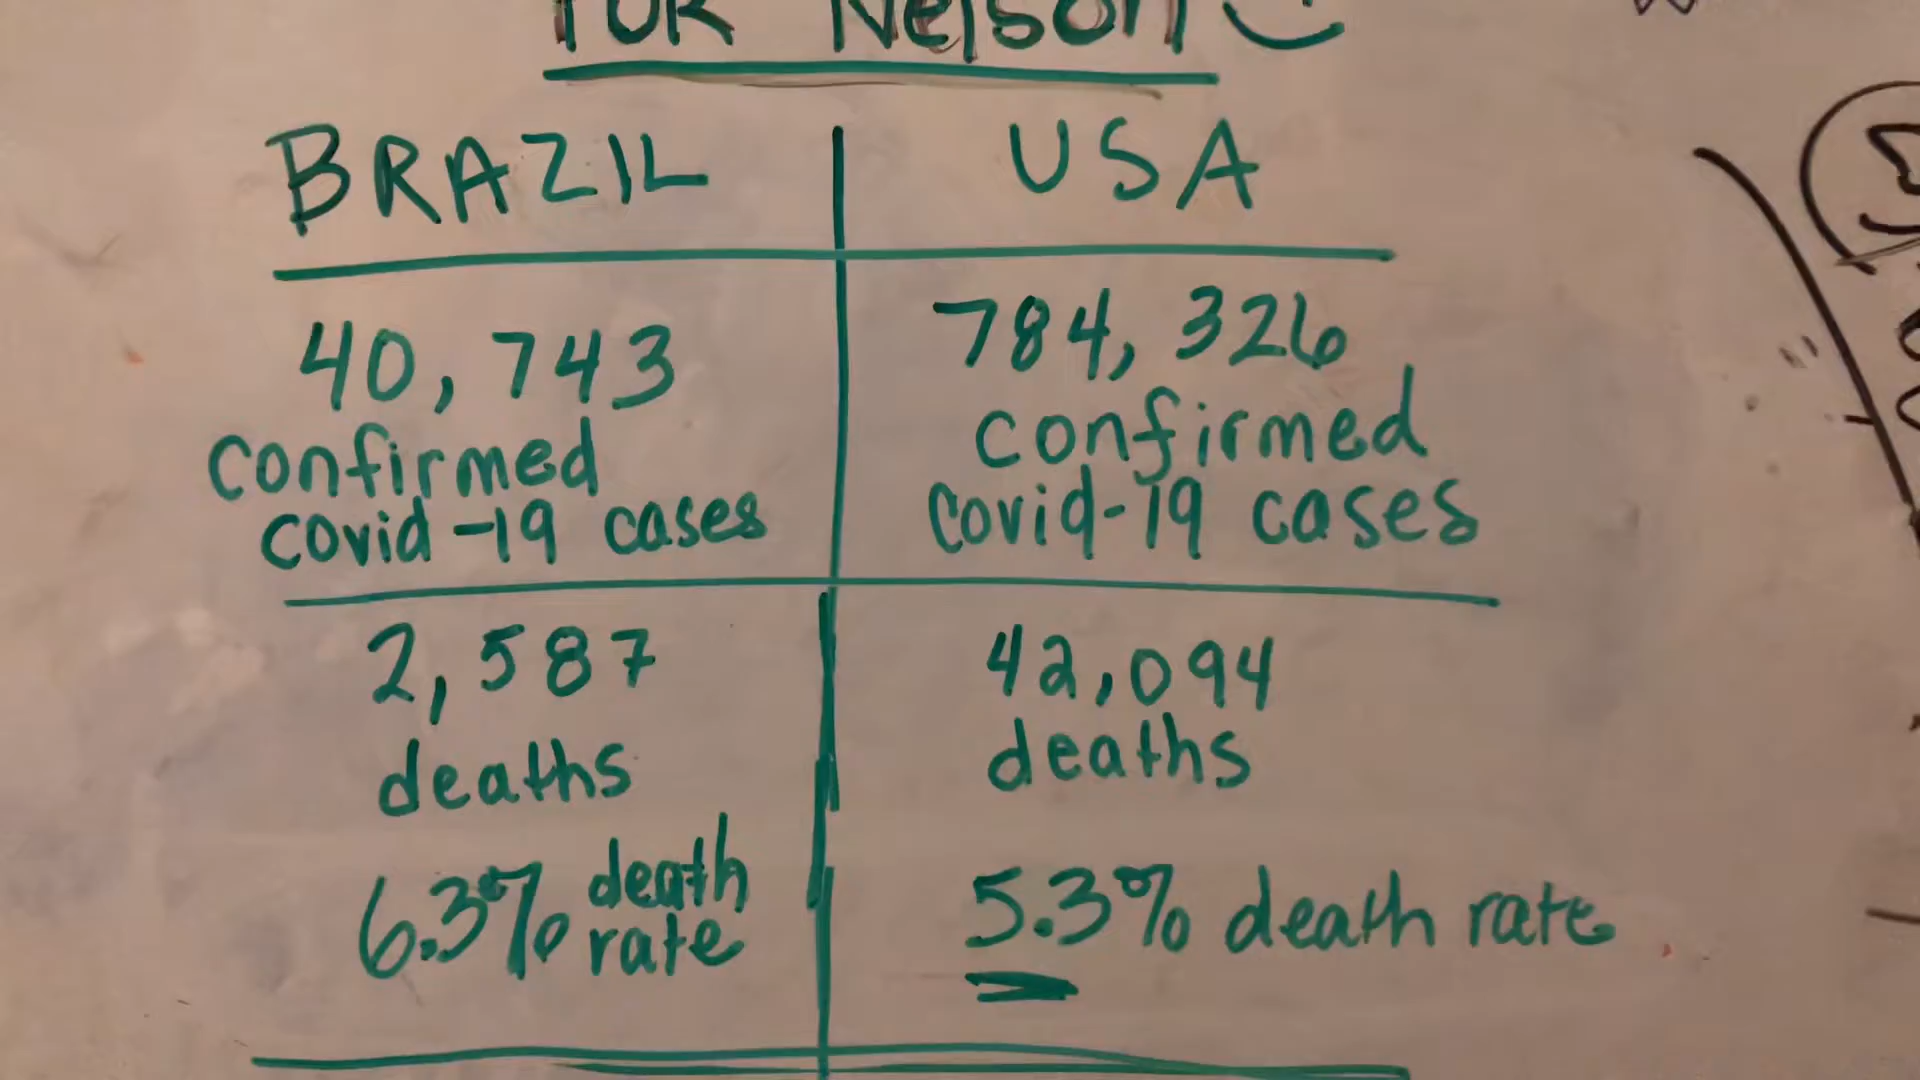 FOR Nelson
BRAZIL
USA
40,743
confirmed
covid-19 cases
784,326
confirmed
covid-19 cases
2,587
deaths
42,094
deaths
6.3% death
rate
5.3% death rate